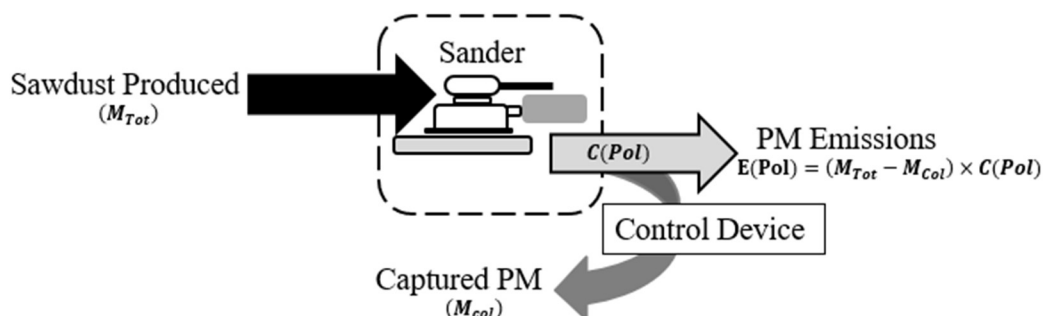 Sander
Sawdust Produced
(M_Tot)
C(Pol)
PM Emissions
E(Pol) = (M_Tot − M_Col) × C(Pol)
Control Device
Captured PM
(M_col)